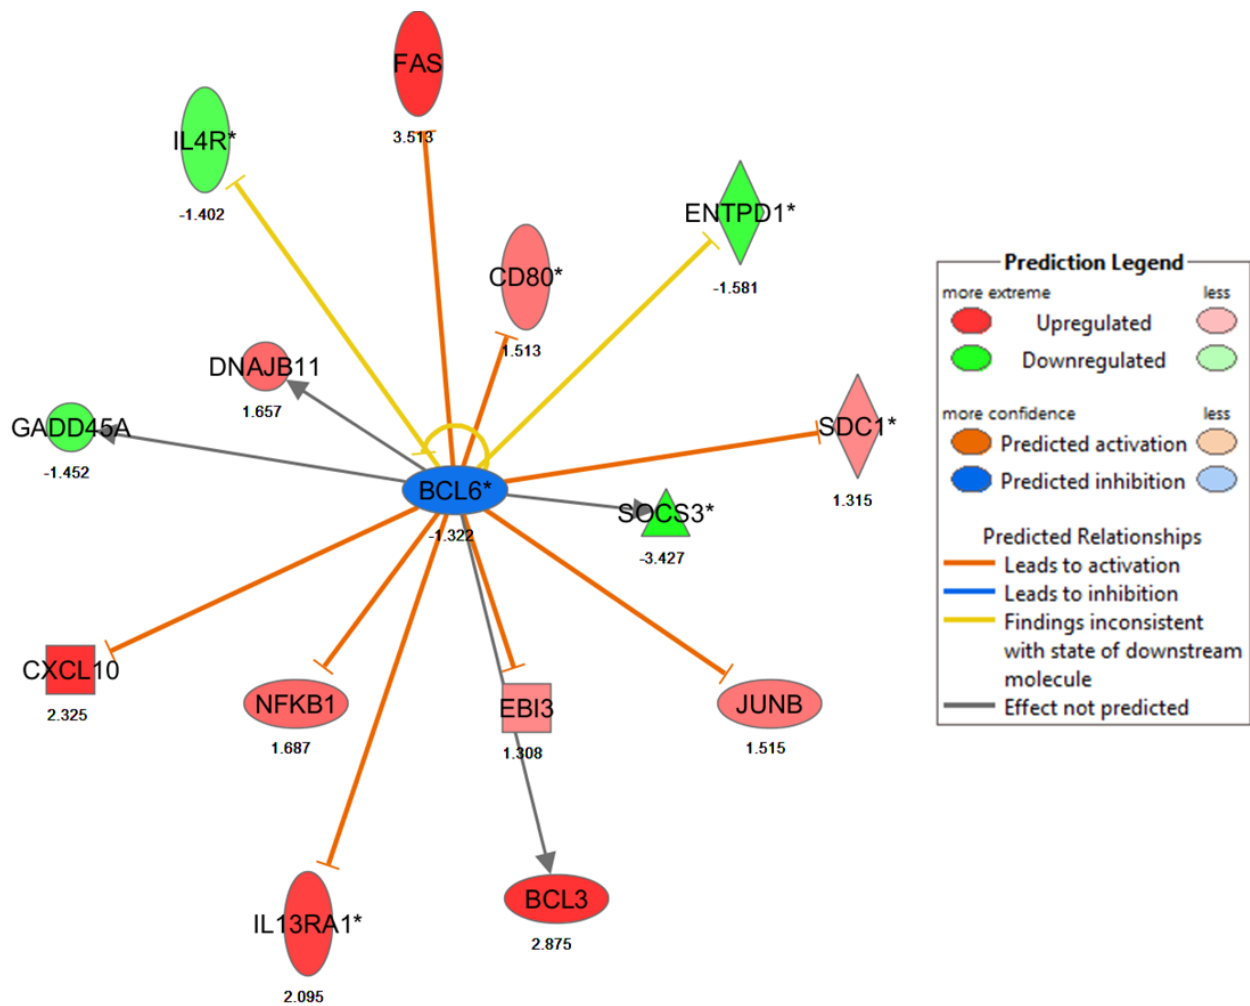 FAS
3.513
IL4R*
-1.402
ENTPD1*
-1.581
CD80*
1.513
DNAJB11
1.657
GADD45A
-1.452
SDC1*
1.315
BCL6*
-1.322
SOCS3*
-3.427
CXCL10
2.325
NFKB1
1.687
EBI3
1.308
JUNB
1.515
IL13RA1*
2.095
BCL3
2.875
Prediction Legend
more extreme less
Upregulated
Downregulated
more confidence less
Predicted activation
Predicted inhibition
Predicted Relationships
Leads to activation
Leads to inhibition
Findings inconsistent
with state of downstream
molecule
Effect not predicted